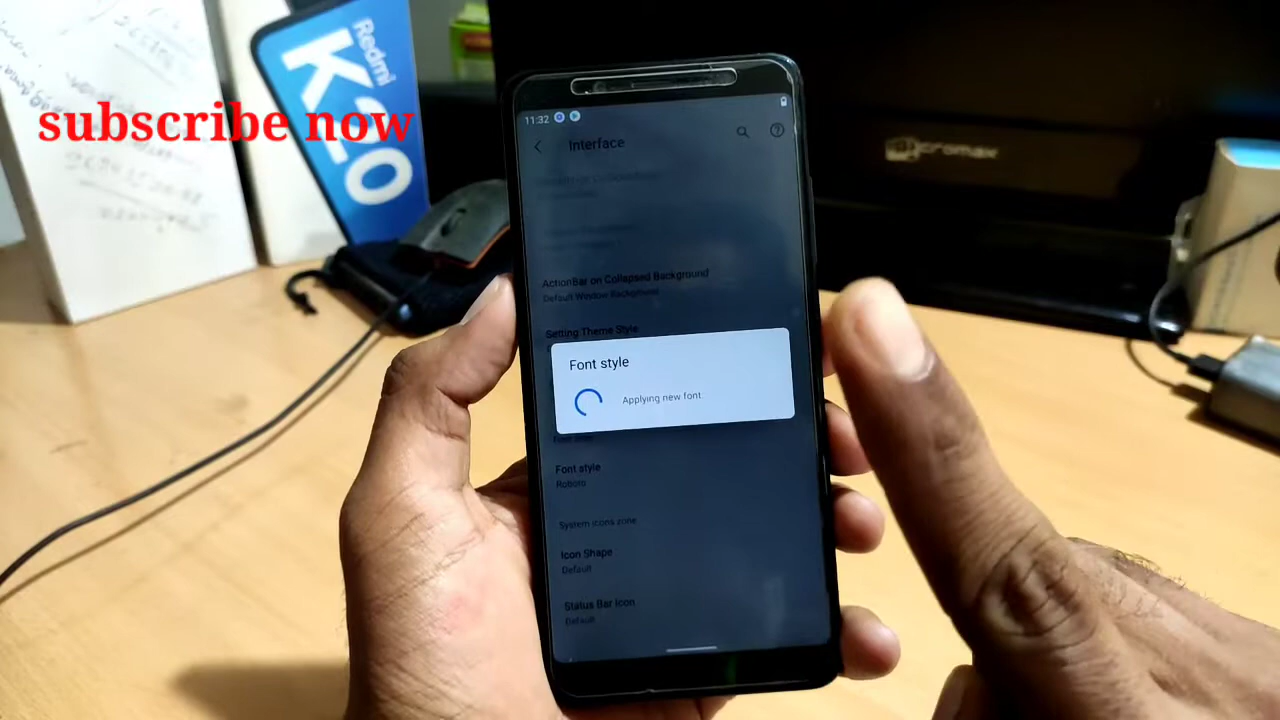 subscribe now
Redmi
K20
Micromax
11:32
Interface
ActionBar on Collapsed Background
Default Window Background
Setting Theme Style
Font style
Applying new font
Font style
Roboto
System icons zone
Icon Shape
Default
Status Bar Icon
Default